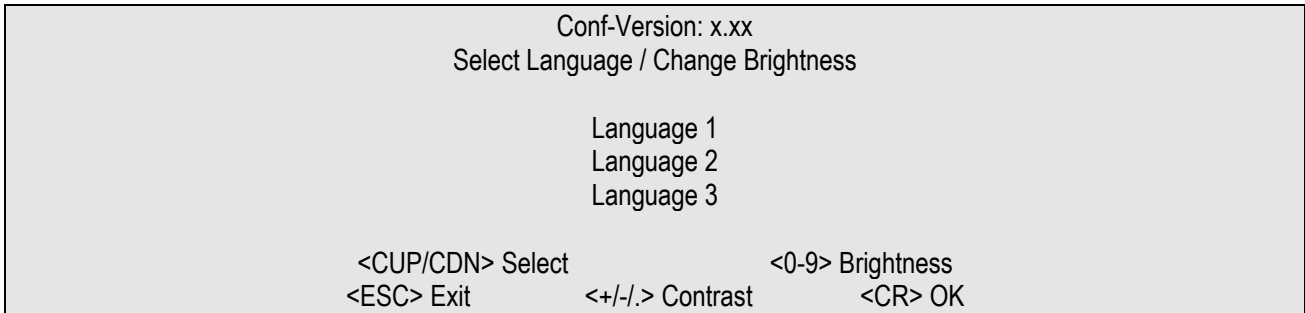 Conf-Version: x.xx
Select Language / Change Brightness
Language 1
Language 2
Language 3
<CUP/CDN> Select <0-9> Brightness
<ESC> Exit <+/-/.> Contrast <CR> OK